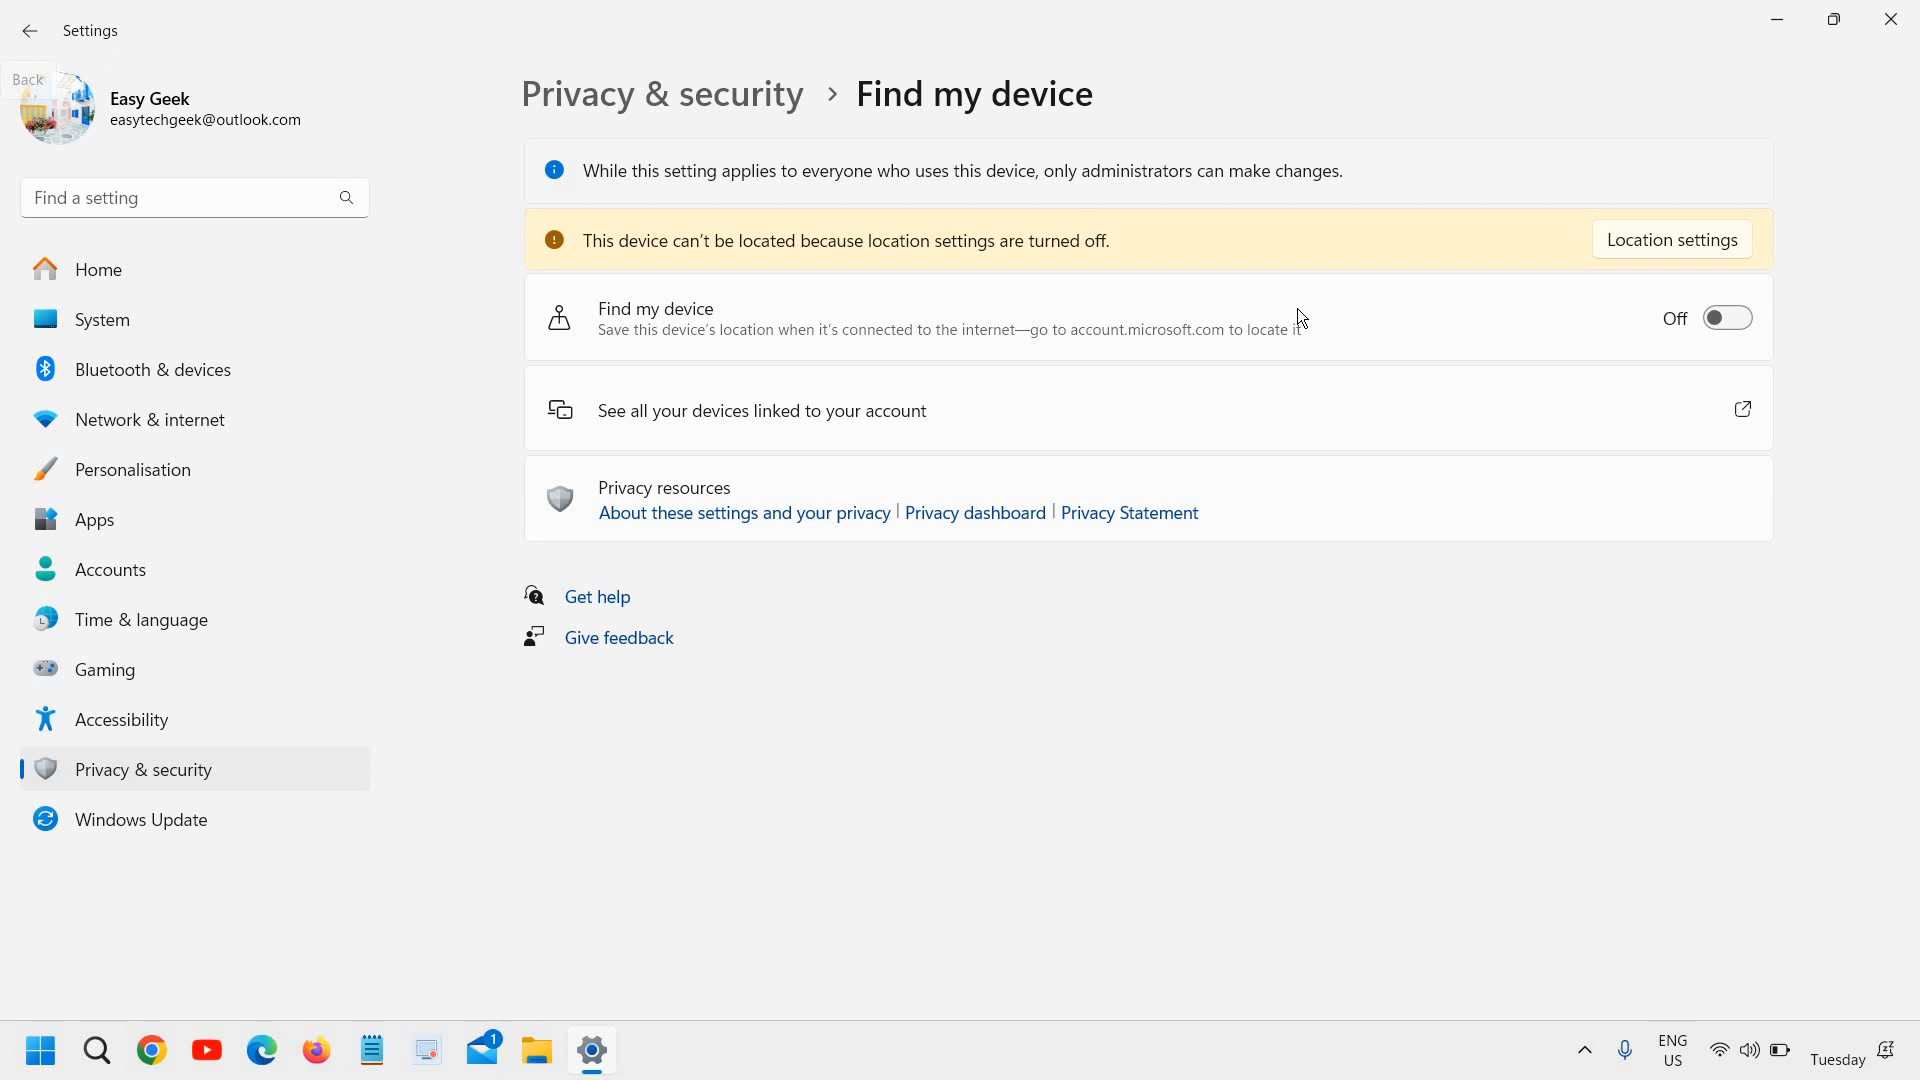 Settings
Back
Easy Geek
easytechgeek@outlook.com
Find a setting
Home
System
Bluetooth & devices
Network & internet
Personalisation
Apps
Accounts
Time & language
Gaming
Accessibility
Privacy & security
Windows Update
Privacy & security > Find my device
While this setting applies to everyone who uses this device, only administrators can make changes.
This device can't be located because location settings are turned off.
Location settings
Find my device
Save this device's location when it's connected to the internet—go to account.microsoft.com to locate it
Off
See all your devices linked to your account
Privacy resources
About these settings and your privacy | Privacy dashboard | Privacy Statement
Get help
Give feedback
1
ENG
US
Tuesday